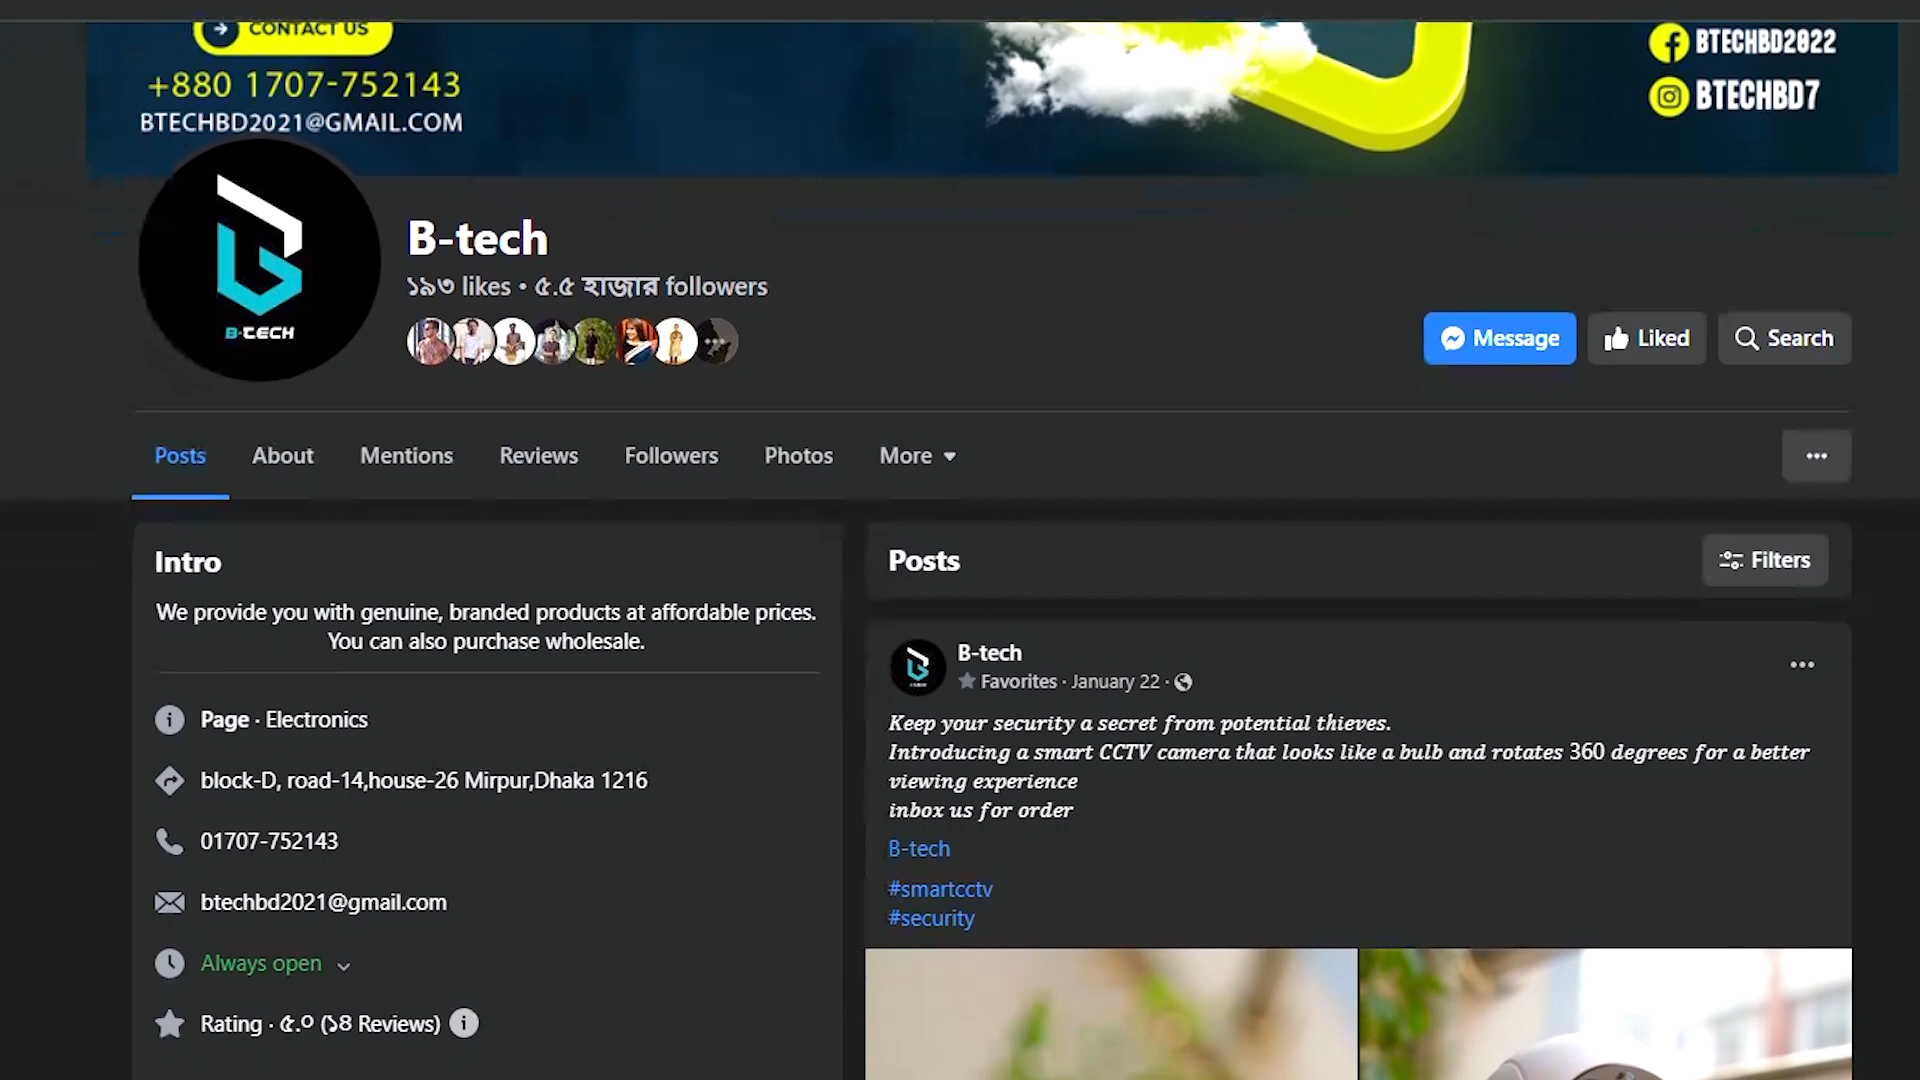 CONTACT US
+880 1707-752143
BTECHBD2021@GMAIL.COM
BTECHBD2022
BTECHBD7
B-TECH
B-tech
১৯৩ likes • ৫.৫ হাজার followers
Message
Liked
Search
Posts
About
Mentions
Reviews
Followers
Photos
More
Intro
We provide you with genuine, branded products at affordable prices.
You can also purchase wholesale.
Page · Electronics
block-D, road-14,house-26 Mirpur,Dhaka 1216
01707-752143
btechbd2021@gmail.com
Always open
Rating · ৫.০ (১৪ Reviews)
Posts
Filters
B-tech
Favorites · January 22 ·
Keep your security a secret from potential thieves.
Introducing a smart CCTV camera that looks like a bulb and rotates 360 degrees for a better
viewing experience
inbox us for order
B-tech
#smartcctv
#security